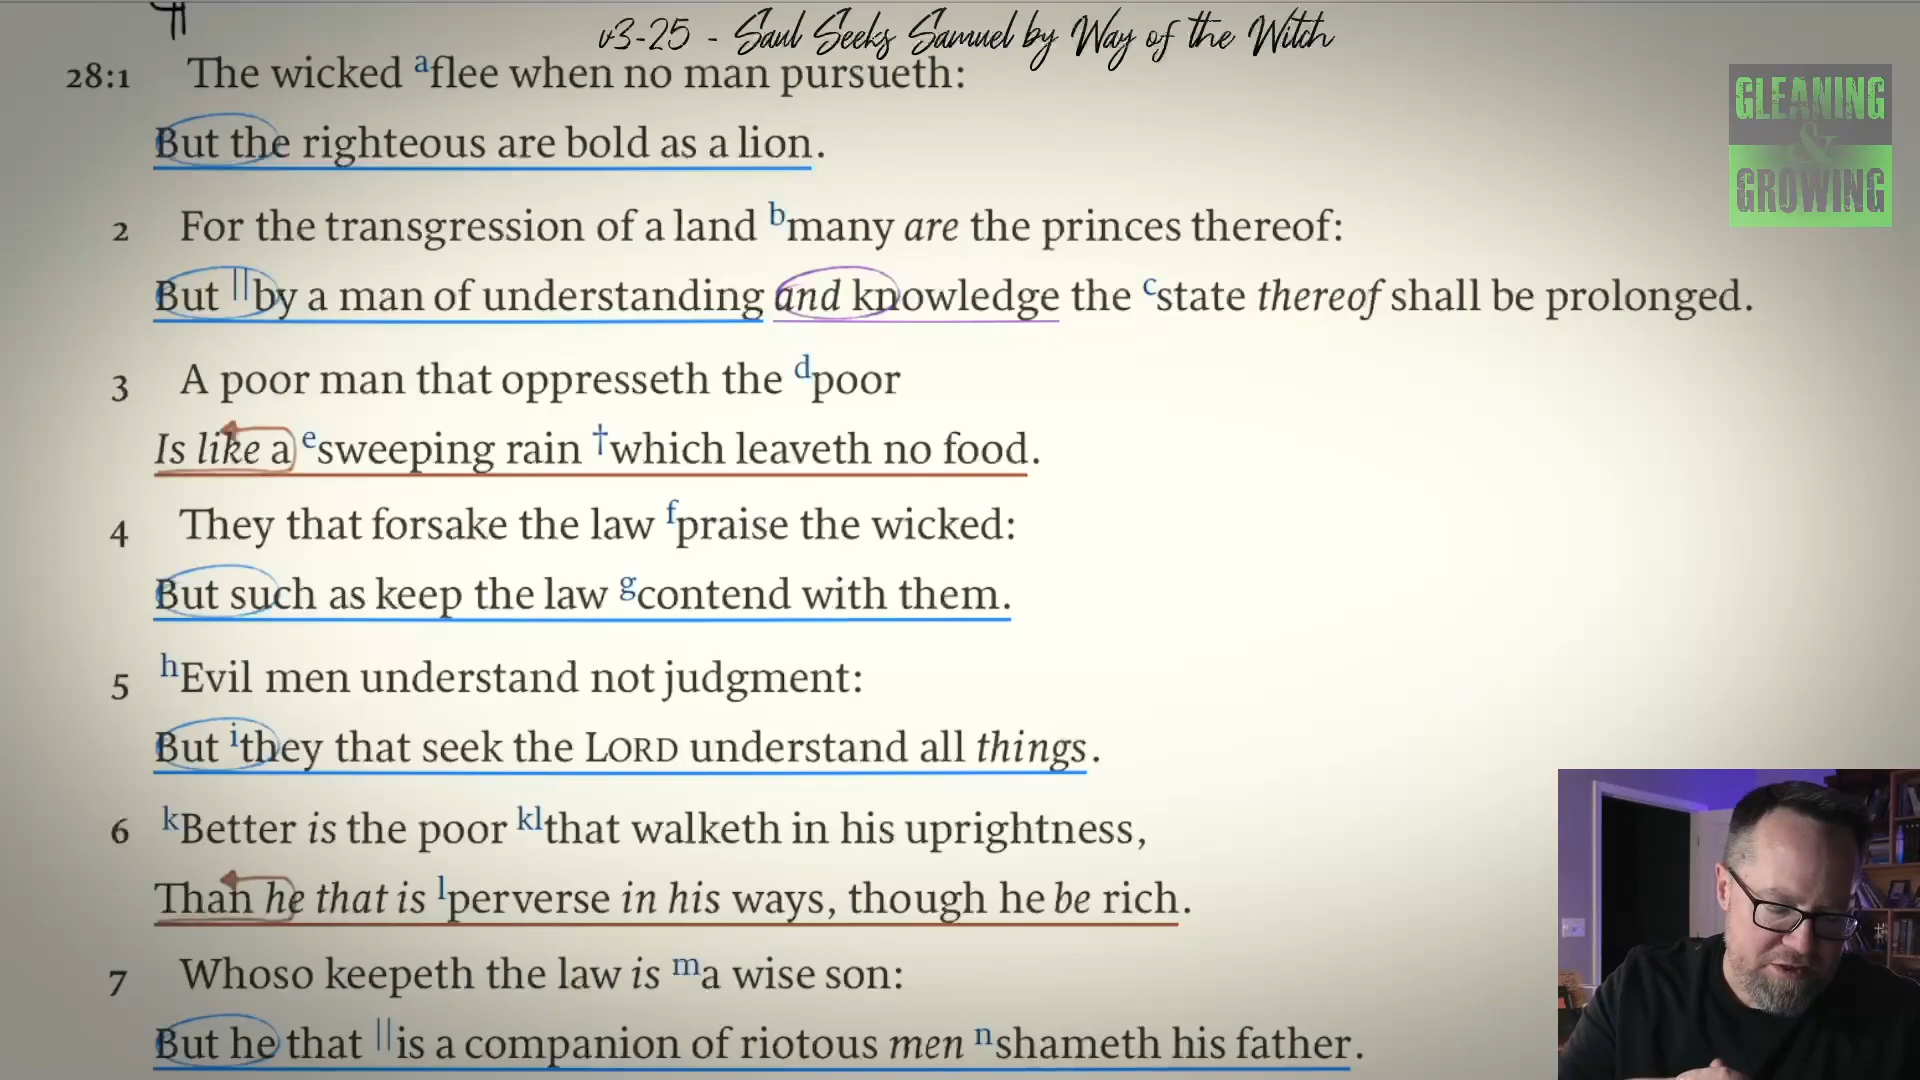 v3-25 - Saul Seeks Samuel by Way of the Witch
28:1 The wicked ᵃflee when no man pursueth:
But the righteous are bold as a lion.
2 For the transgression of a land ᵇmany are the princes thereof:
But ||by a man of understanding and knowledge the ᶜstate thereof shall be prolonged.
3 A poor man that oppresseth the ᵈpoor
Is like a ᵉsweeping rain †which leaveth no food.
4 They that forsake the law ᶠpraise the wicked:
But such as keep the law ᵍcontend with them.
5 ʰEvil men understand not judgment:
But ⁱthey that seek the LORD understand all things.
6 ᵏBetter is the poor ᵏˡthat walketh in his uprightness,
Than he that is ˡperverse in his ways, though he be rich.
7 Whoso keepeth the law is ᵐa wise son:
But he that ||is a companion of riotous men ⁿshameth his father.
GLEANING
&
GROWING